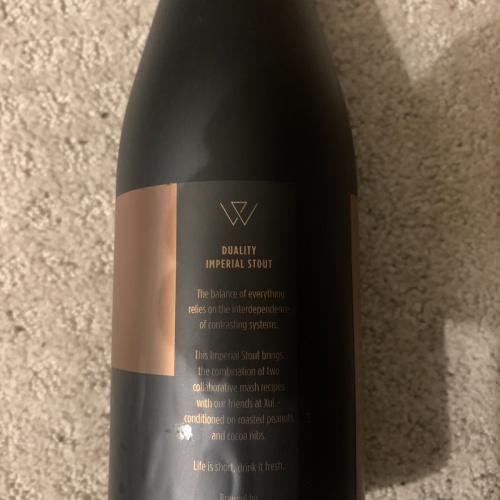 W
DUALITY
IMPERIAL STOUT
The balance of everything
relies on the interdependence
of contrasting systems.
This Imperial Stout brings
the combination of two
collaborative mash recipes
with our friends at Xul –
conditioned on roasted peanuts
and cocoa nibs.
Life is short, drink it fresh.
Brewed by